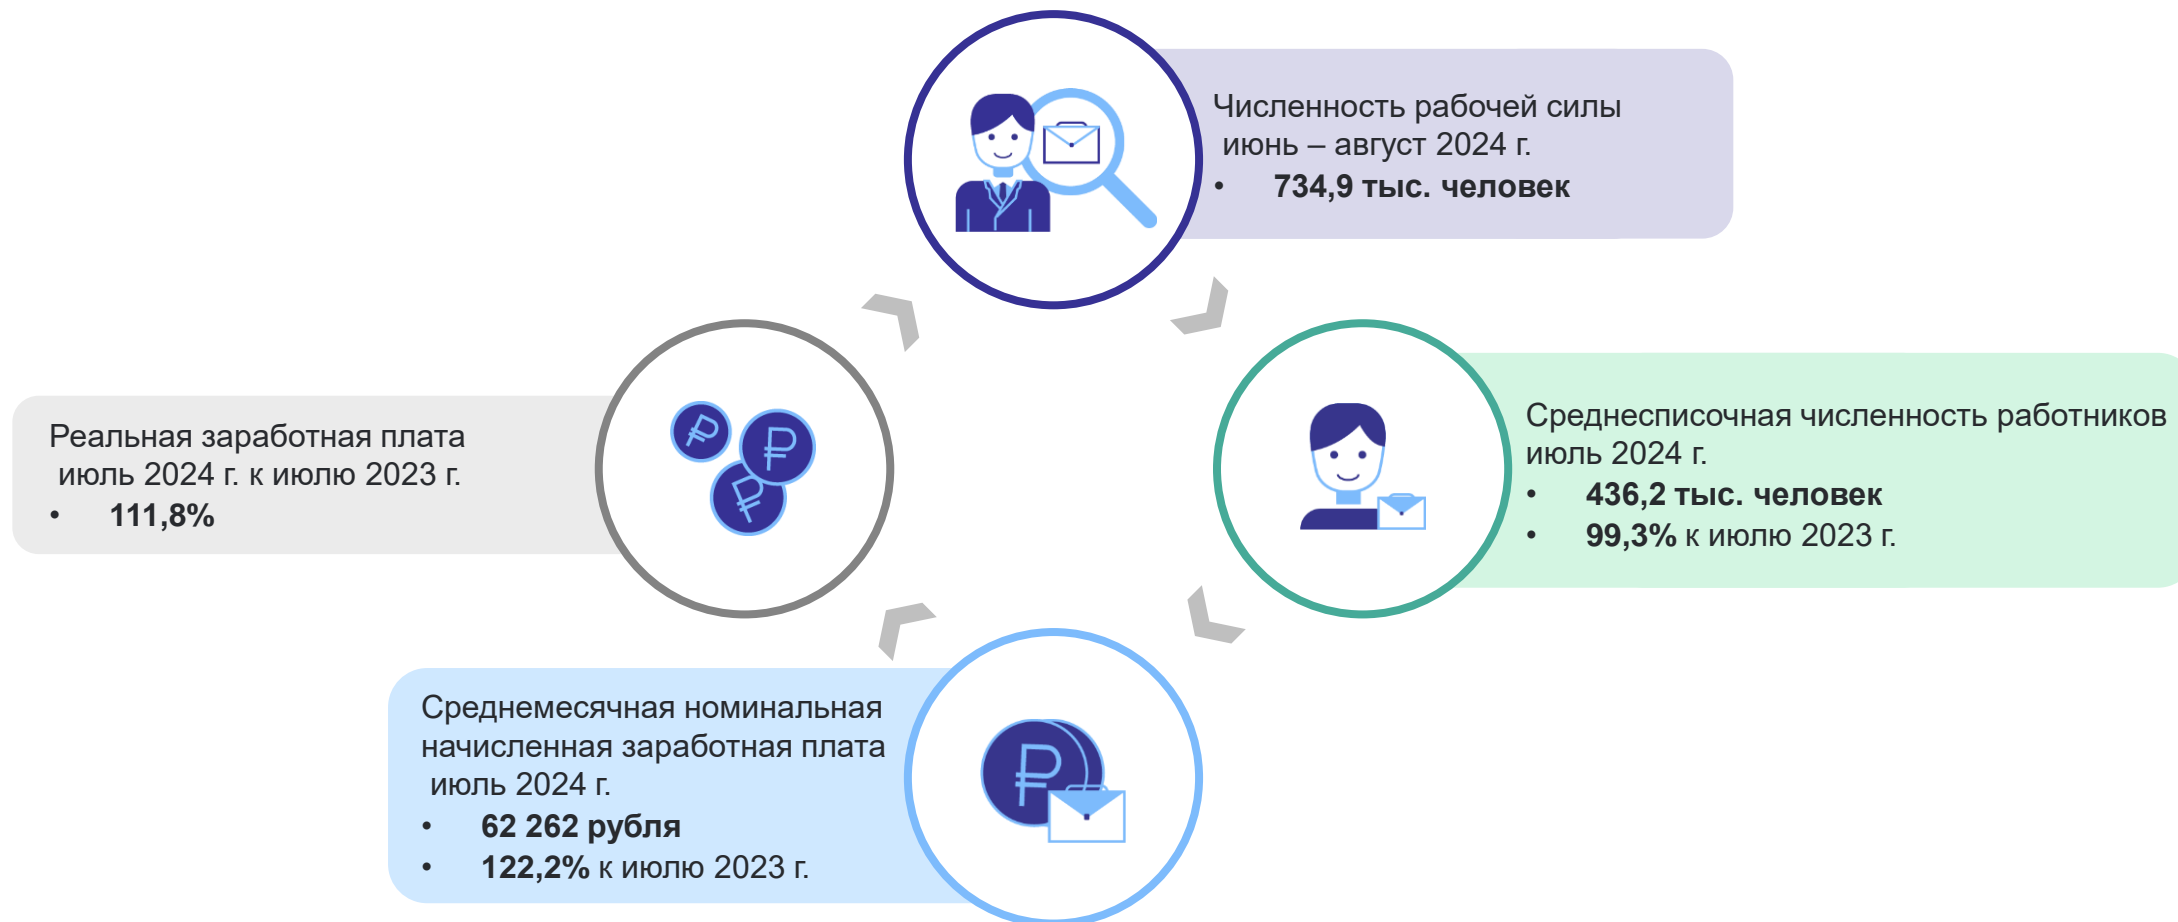 Численность рабочей силы
июнь – август 2024 г.
• 734,9 тыс. человек
Среднесписочная численность работников
июль 2024 г.
• 436,2 тыс. человек
• 99,3% к июлю 2023 г.
Среднемесячная номинальная
начисленная заработная плата
июль 2024 г.
• 62 262 рубля
• 122,2% к июлю 2023 г.
Реальная заработная плата
июль 2024 г. к июлю 2023 г.
• 111,8%